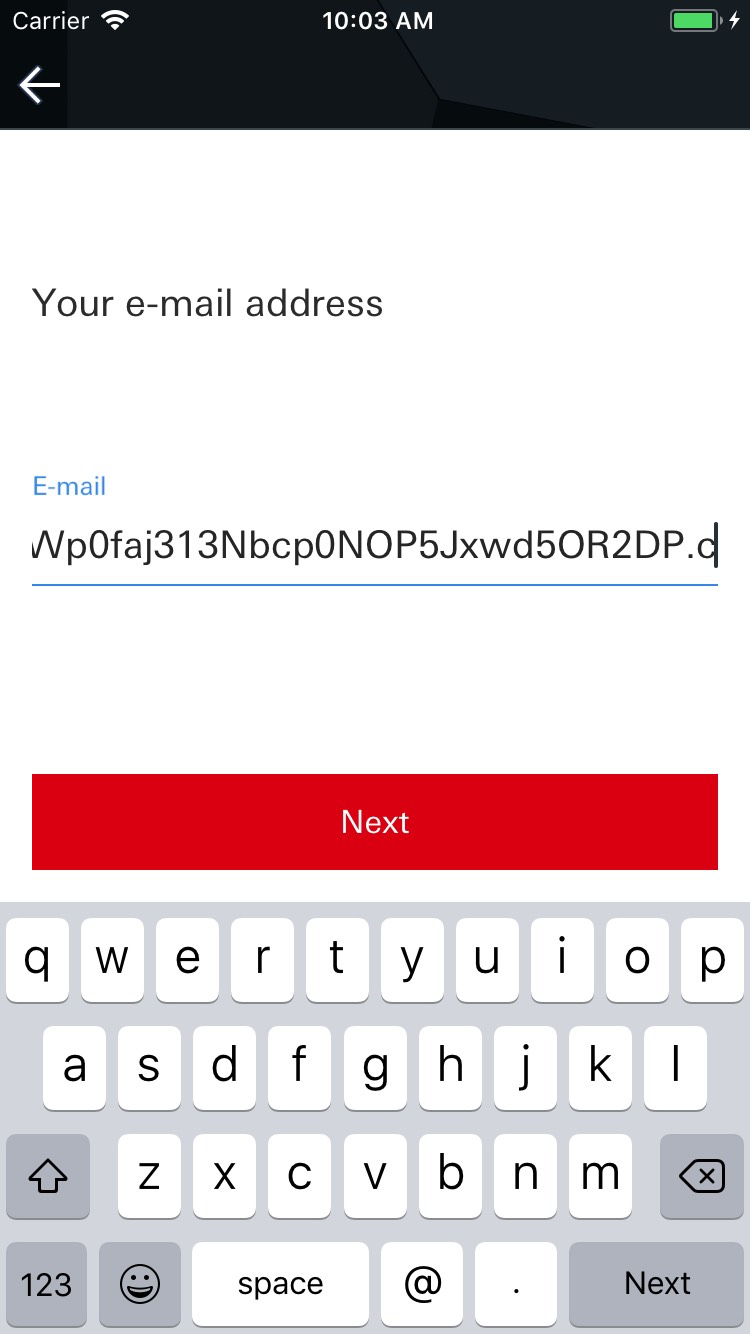 Carrier 10:03 AM
Your e-mail address
E-mail
Wp0faj313Nbcp0NOP5Jxwd5OR2DP.c
Next
q w e r t y u i o p
a s d f g h j k l
z x c v b n m
123 space @ . Next